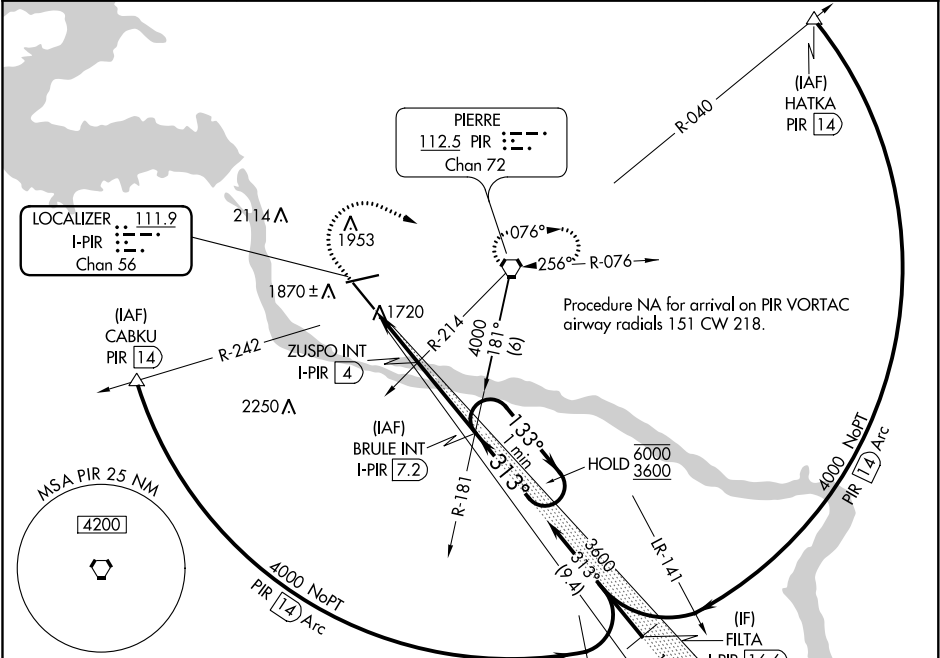 (IAF)
HATKA
PIR 14
R-040
PIERRE
112.5 PIR
Chan 72
LOCALIZER 111.9
I-PIR
Chan 56
2114
1953
076°
256° R-076
1870 ±
1720
Procedure NA for arrival on PIR VORTAC
airway radials 151 CW 218.
(IAF)
CABKU
PIR 14
R-242
ZUSPO INT
I-PIR 4
R-214
4000
181°
(6)
2250
(IAF)
BRULE INT
I-PIR 7.2
133°
1 min
313°
HOLD 6000
3600
R-181
4000 NoPT
PIR 14 Arc
MSA PIR 25 NM
4200
4000 NoPT
PIR 14 Arc
3600
313°
(9.4)
LR-141
(IF)
FILTA